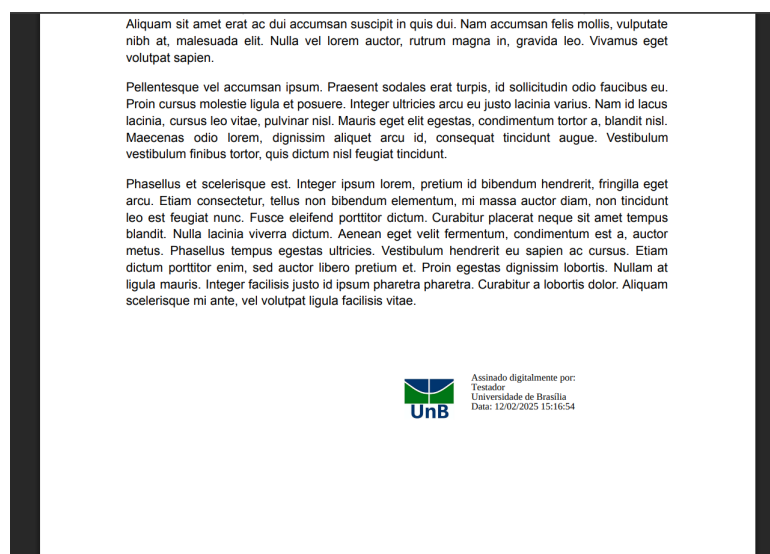 Aliquam sit amet erat ac dui accumsan suscipit in quis dui. Nam accumsan felis mollis, vulputate
nibh at, malesuada elit. Nulla vel lorem auctor, rutrum magna in, gravida leo. Vivamus eget
volutpat sapien.
Pellentesque vel accumsan ipsum. Praesent sodales erat turpis, id sollicitudin odio faucibus eu.
Proin cursus molestie ligula et posuere. Integer ultricies arcu eu justo lacinia varius. Nam id lacus
lacinia, cursus leo vitae, pulvinar nisl. Mauris eget elit egestas, condimentum tortor a, blandit nisl.
Maecenas odio lorem, dignissim aliquet arcu id, consequat tincidunt augue. Vestibulum
vestibulum finibus tortor, quis dictum nisl feugiat tincidunt.
Phasellus et scelerisque est. Integer ipsum lorem, pretium id bibendum hendrerit, fringilla eget
arcu. Etiam consectetur, tellus non bibendum elementum, mi massa auctor diam, non tincidunt
leo est feugiat nunc. Fusce eleifend porttitor dictum. Curabitur placerat neque sit amet tempus
blandit. Nulla lacinia viverra dictum. Aenean eget velit fermentum, condimentum est a, auctor
metus. Phasellus tempus egestas ultricies. Vestibulum hendrerit eu sapien ac cursus. Etiam
dictum porttitor enim, sed auctor libero pretium et. Proin egestas dignissim lobortis. Nullam at
ligula mauris. Integer facilisis justo id ipsum pharetra pharetra. Curabitur a lobortis dolor. Aliquam
scelerisque mi ante, vel volutpat ligula facilisis vitae.
UnB
Assinado digitalmente por:
Testador
Universidade de Brasília
Data: 12/02/2025 15:16:54